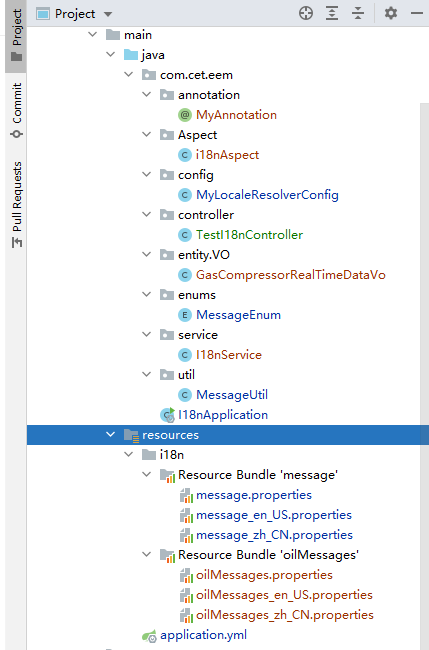 Project
Commit
Pull Requests
Project
main
java
com.cet.eem
annotation
MyAnnotation
Aspect
i18nAspect
config
MyLocaleResolverConfig
controller
TestI18nController
entity.VO
GasCompressorRealTimeDataVo
enums
MessageEnum
service
I18nService
util
MessageUtil
I18nApplication
resources
i18n
Resource Bundle 'message'
message.properties
message_en_US.properties
message_zh_CN.properties
Resource Bundle 'oilMessages'
oilMessages.properties
oilMessages_en_US.properties
oilMessages_zh_CN.properties
application.yml